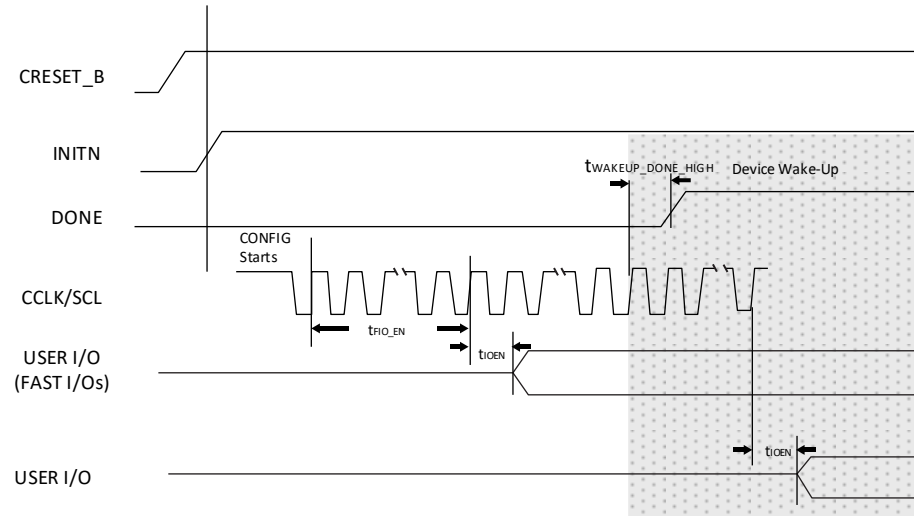 CRESET_B
INITN
tWAKEUP_DONE_HIGH
Device Wake-Up
DONE
CONFIG
Starts
CCLK/SCL
tFIO_EN
USER I/O
(FAST I/Os)
tIOEN
tIOEN
USER I/O